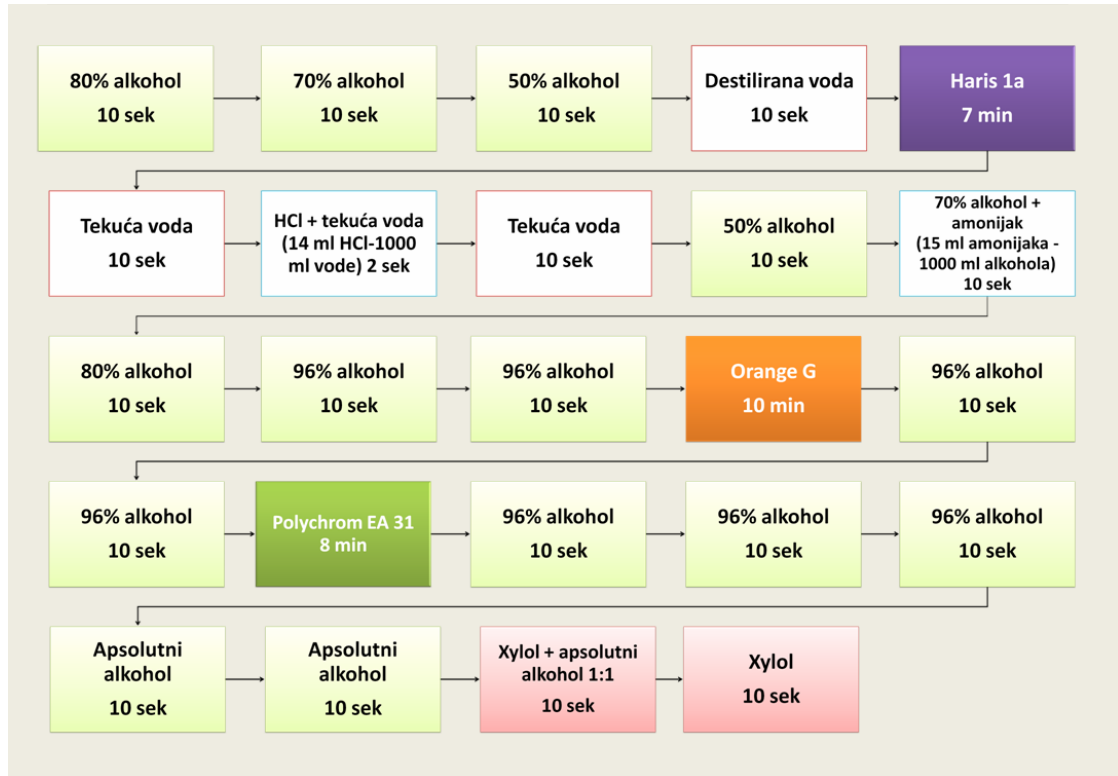 80% alkohol
10 sek
70% alkohol
10 sek
50% alkohol
10 sek
Destilirana voda
10 sek
Haris 1a
7 min
Tekuća voda
10 sek
HCl + tekuća voda
(14 ml HCl-1000
ml vode) 2 sek
Tekuća voda
10 sek
50% alkohol
10 sek
70% alkohol +
amonijak
(15 ml amonijaka -
1000 ml alkohola)
10 sek
80% alkohol
10 sek
96% alkohol
10 sek
96% alkohol
10 sek
Orange G
10 min
96% alkohol
10 sek
96% alkohol
10 sek
Polychrom EA 31
8 min
96% alkohol
10 sek
96% alkohol
10 sek
96% alkohol
10 sek
Apsolutni
alkohol
10 sek
Apsolutni
alkohol
10 sek
Xylol + apsolutni
alkohol 1:1
10 sek
Xylol
10 sek